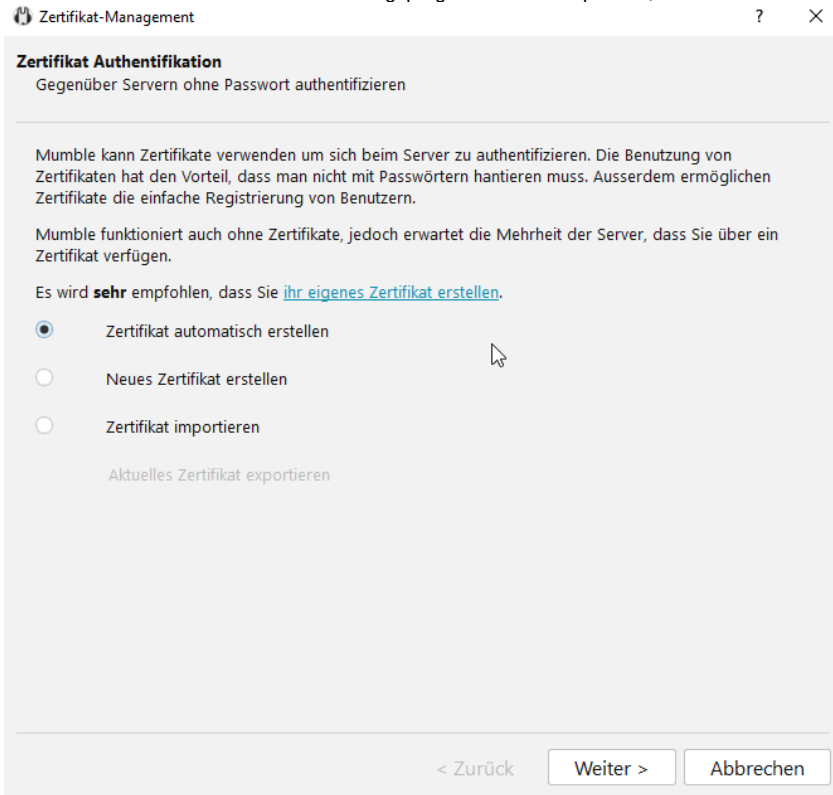 Zertifikat-Management
Zertifikat Authentifikation
Gegenüber Servern ohne Passwort authentifizieren
Mumble kann Zertifikate verwenden um sich beim Server zu authentifizieren. Die Benutzung von
Zertifikaten hat den Vorteil, dass man nicht mit Passwörtern hantieren muss. Ausserdem ermöglichen
Zertifikate die einfache Registrierung von Benutzern.
Mumble funktioniert auch ohne Zertifikate, jedoch erwartet die Mehrheit der Server, dass Sie über ein
Zertifikat verfügen.
Es wird sehr empfohlen, dass Sie ihr eigenes Zertifikat erstellen.
Zertifikat automatisch erstellen
Neues Zertifikat erstellen
Zertifikat importieren
Aktuelles Zertifikat exportieren
< Zurück Weiter > Abbrechen